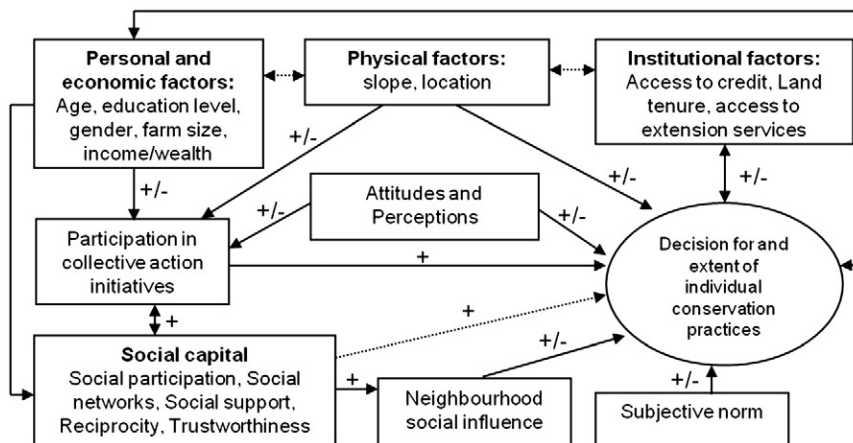 Personal and
economic factors:
Age, education level,
gender, farm size,
income/wealth
Physical factors:
slope, location
Institutional factors:
Access to credit, Land
tenure, access to
extension services
+/-
+/-
+/-
+/-
+/-
Attitudes and
Perceptions
Participation in
collective action
initiatives
+
Decision for and
extent of
individual
conservation
practices
+
+
+/-
Social capital
Social participation, Social
networks, Social support,
Reciprocity, Trustworthiness
+
Neighbourhood
social influence
+/-
Subjective norm